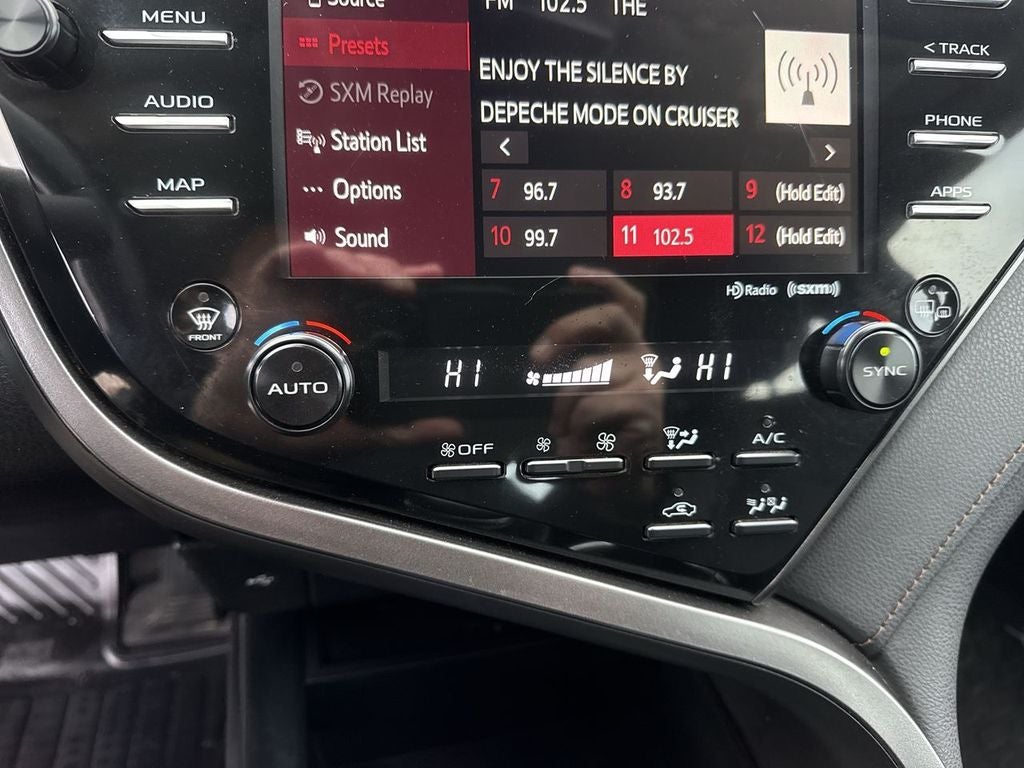 MENU
AUDIO
MAP
Source
Presets
SXM Replay
Station List
Options
Sound
FM 102.5 THE
ENJOY THE SILENCE BY
DEPECHE MODE ON CRUISER
<
>
7 96.7
8 93.7
9 (Hold Edit)
10 99.7
11 102.5
12 (Hold Edit)
HD Radio
((sxm))
< TRACK
PHONE
APPS
FRONT
AUTO
HI
HI
SYNC
OFF
A/C